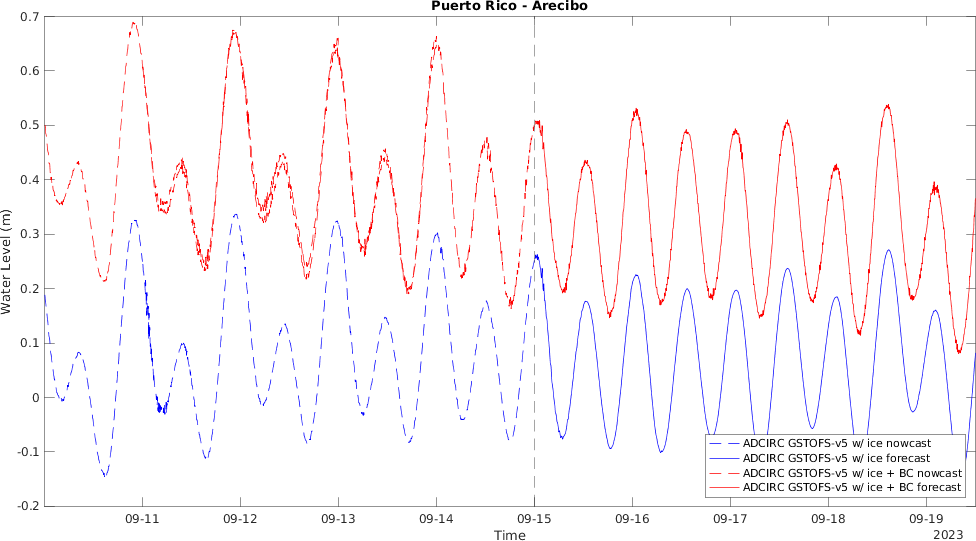 Puerto Rico - Arecibo
0.7
0.6
0.5
0.4
0.3
0.2
0.1
0
-0.1
-0.2
Water Level (m)
09-11 09-12 09-13 09-14 09-15 09-16 09-17 09-18 09-19
Time
2023
ADCIRC GSTOFS-v5 w/ ice nowcast
ADCIRC GSTOFS-v5 w/ ice forecast
ADCIRC GSTOFS-v5 w/ ice + BC nowcast
ADCIRC GSTOFS-v5 w/ ice + BC forecast